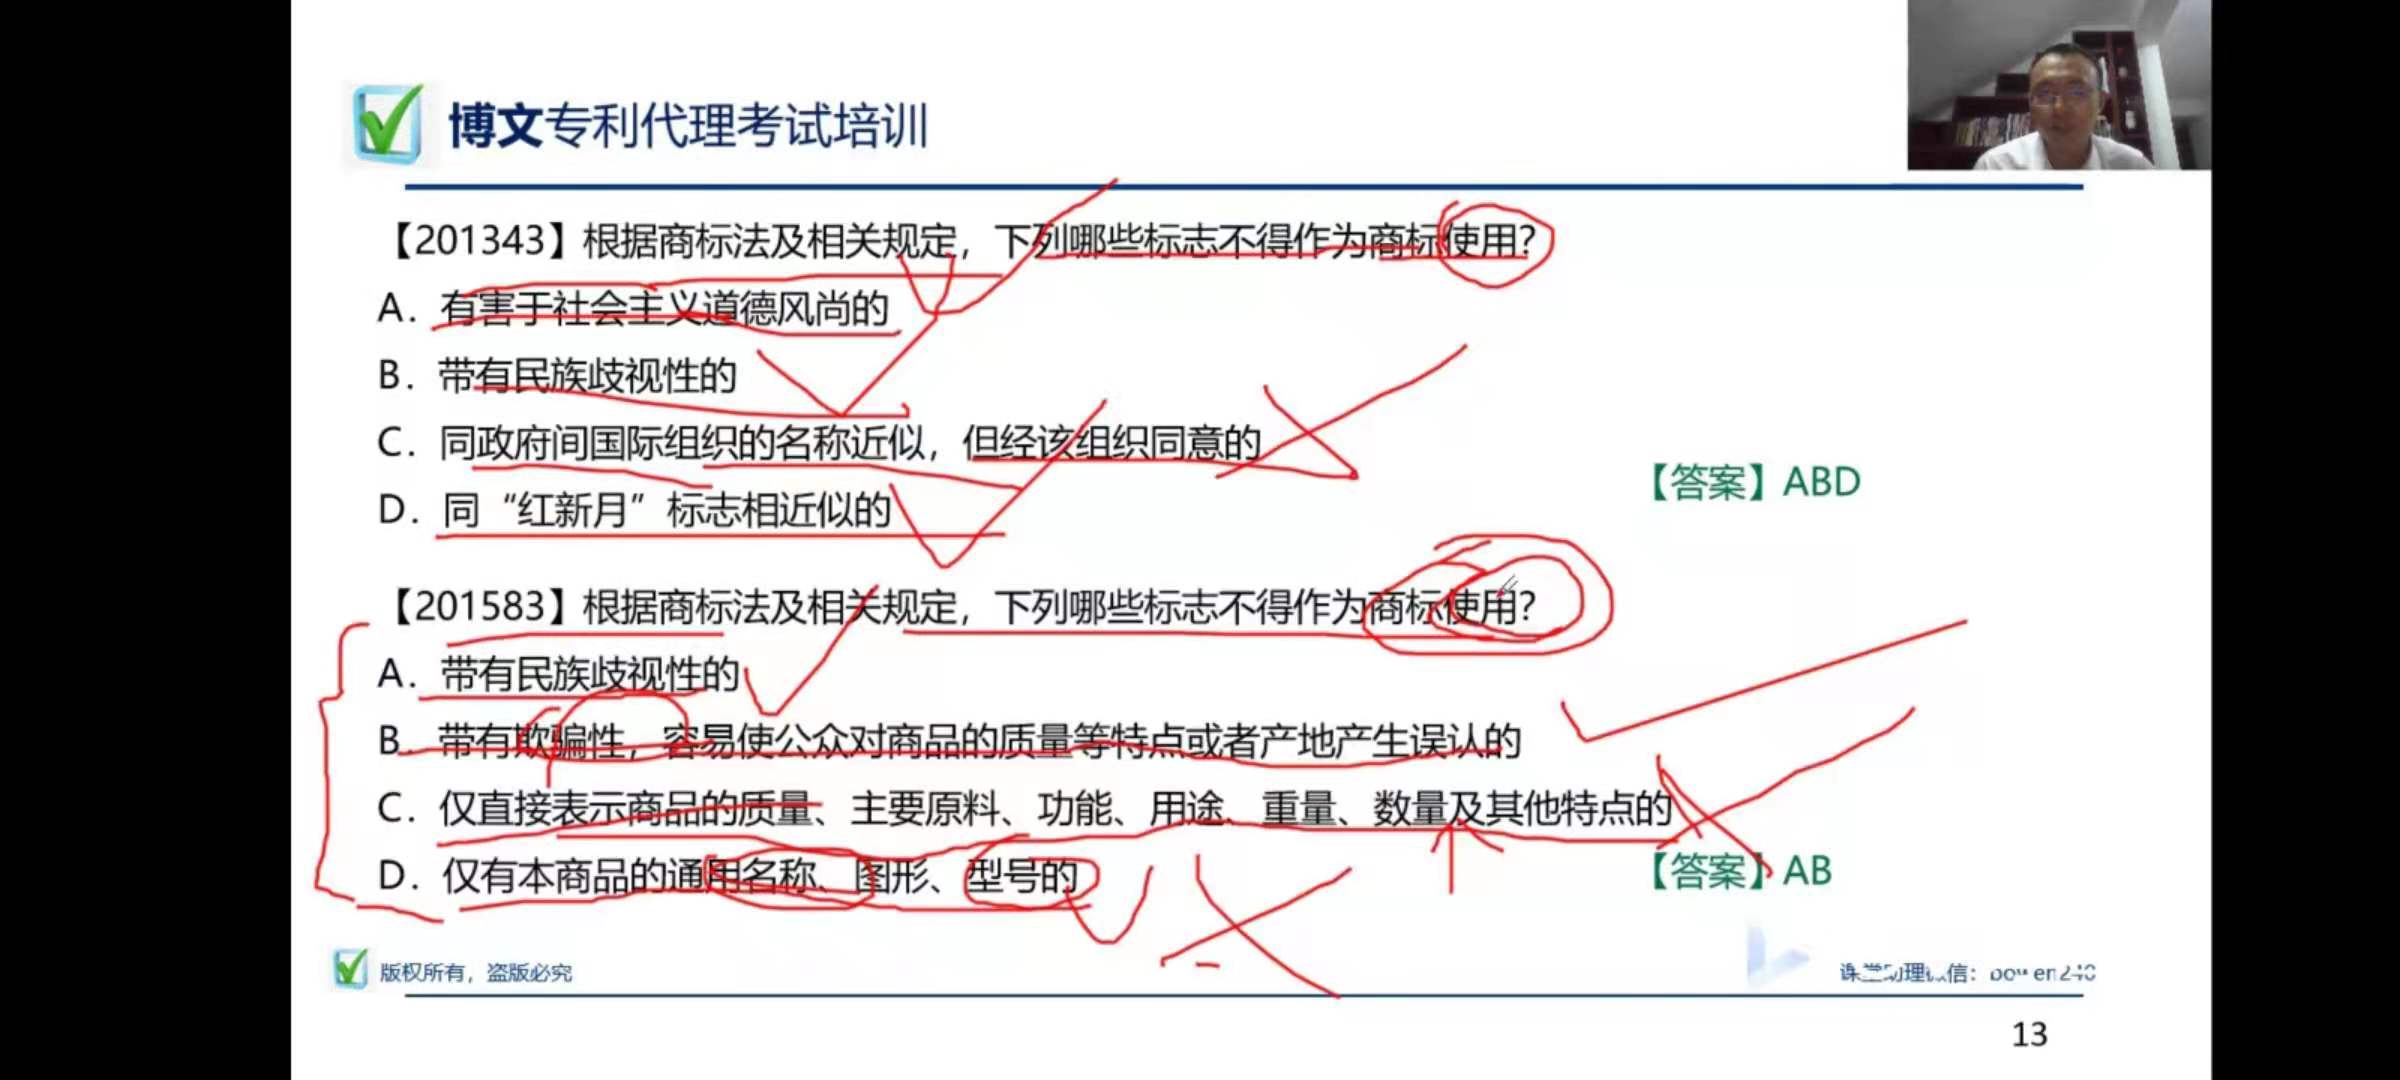 博文专利代理考试培训
【201343】根据商标法及相关规定，下列哪些标志不得作为商标使用？
A．有害于社会主义道德风尚的
B．带有民族歧视性的
C．同政府间国际组织的名称近似，但经该组织同意的
D．同“红新月”标志相近似的
【答案】ABD
【201583】根据商标法及相关规定，下列哪些标志不得作为商标使用？
A．带有民族歧视性的
B．带有欺骗性，容易使公众对商品的质量等特点或者产地产生误认的
C．仅直接表示商品的质量、主要原料、功能、用途、重量、数量及其他特点的
D．仅有本商品的通用名称、图形、型号的
【答案】AB
版权所有，盗版必究
课堂助理微信：
13